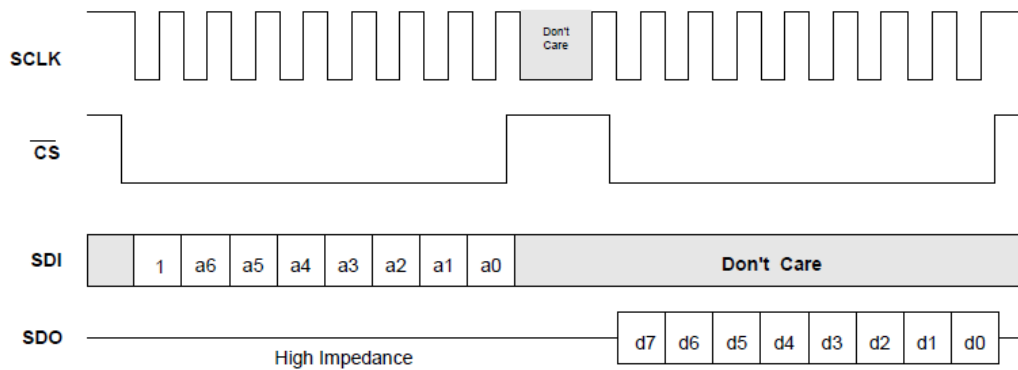 Don't
Care
SCLK
CS
SDI
1 a6 a5 a4 a3 a2 a1 a0 Don't Care
SDO
d7 d6 d5 d4 d3 d2 d1 d0
High Impedance